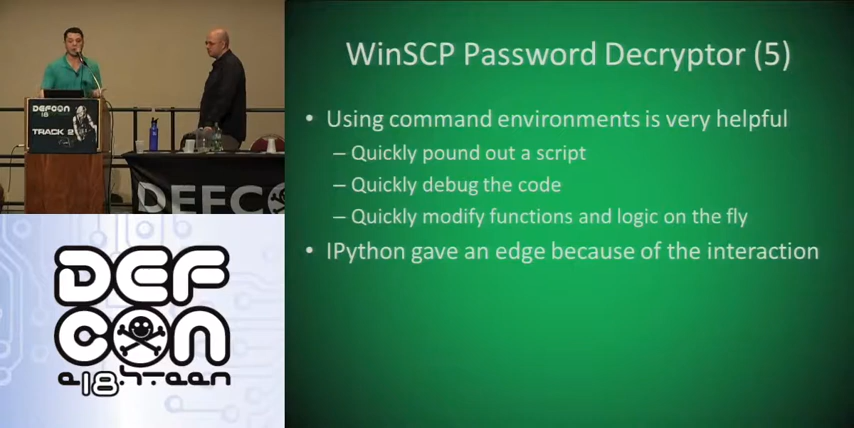 DEFCON
18
TRACK 2
DEFCO
WinSCP Password Decryptor (5)
• Using command environments is very helpful
– Quickly pound out a script
– Quickly debug the code
– Quickly modify functions and logic on the fly
• IPython gave an edge because of the interaction
DEF
CON
e18hteen